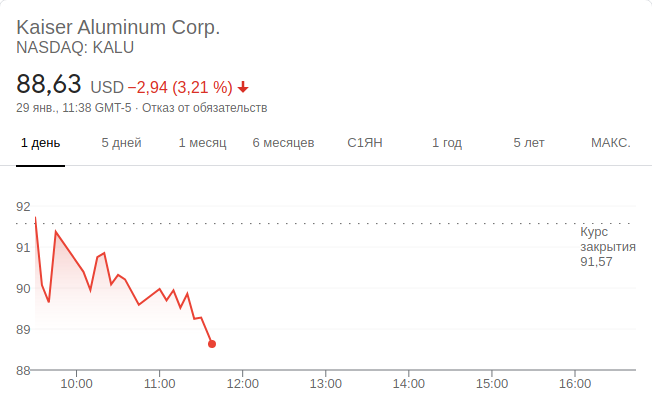 Kaiser Aluminum Corp.
NASDAQ: KALU
88,63 USD −2,94 (3,21 %)
29 янв., 11:38 GMT-5 · Отказ от обязательств
1 день 5 дней 1 месяц 6 месяцев С1ЯН 1 год 5 лет МАКС.
92
91
90
89
88
Курс
закрытия
91,57
10:00 11:00 12:00 13:00 14:00 15:00 16:00